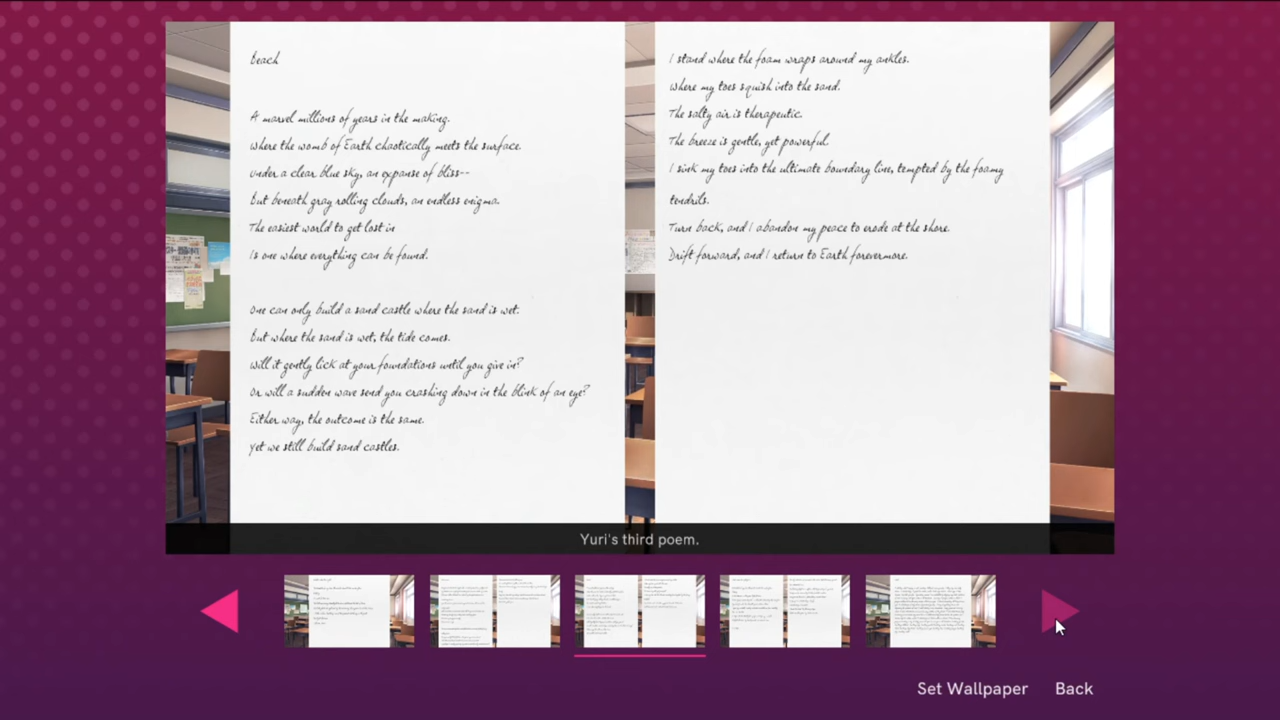 Beach
A marvel millions of years in the making.
Where the womb of Earth chaotically meets the surface.
Under a clear blue sky, an expanse of bliss--
But beneath gray rolling clouds, an endless enigma.
The easiest world to get lost in
Is one where everything can be found.
One can only build a sand castle where the sand is wet.
But where the sand is wet, the tide comes.
Will it gently lick at your foundations until you give in?
Or will a sudden wave send you crashing down in the blink of an eye?
Either way, the outcome is the same.
Yet we still build sand castles.
I stand where the foam wraps around my ankles.
Where my toes squish into the sand.
The salty air is therapeutic.
The breeze is gentle, yet powerful.
I sink my toes into the ultimate boundary line, tempted by the foamy
tendrils.
Turn back, and I abandon my peace to erode at the shore.
Drift forward, and I return to Earth forevermore.
Yuri's third poem.
Set Wallpaper
Back